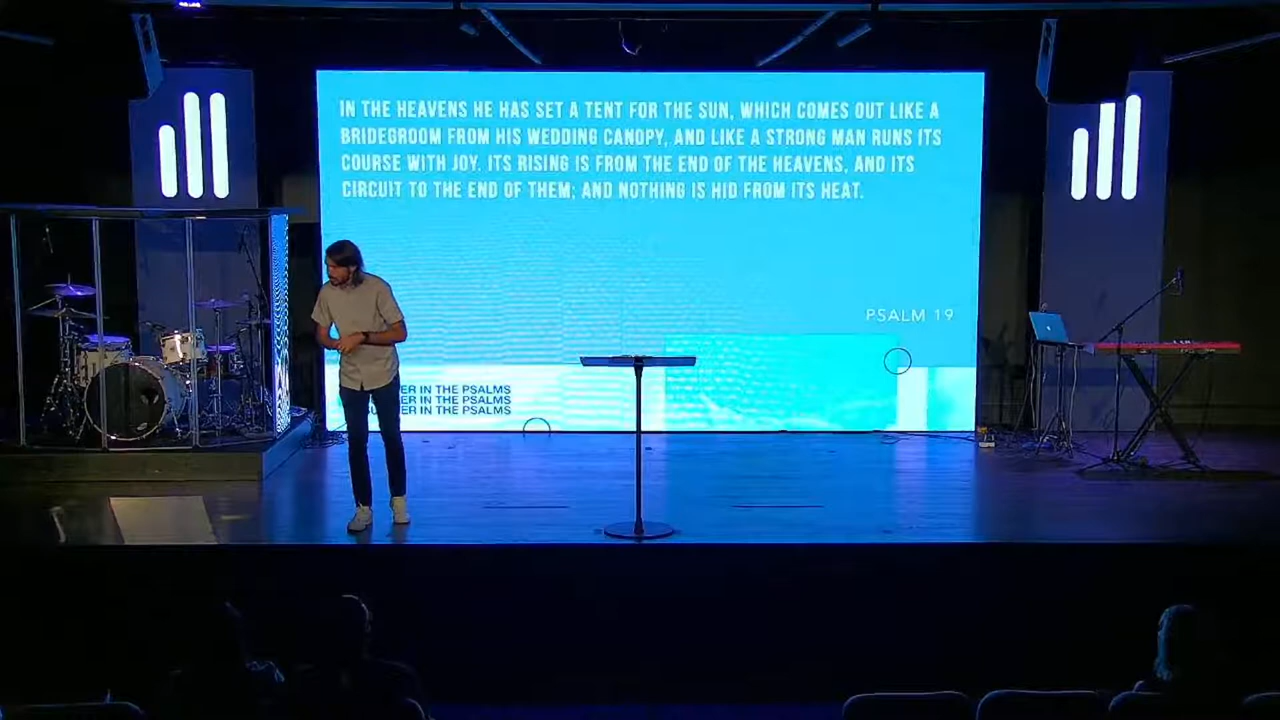 IN THE HEAVENS HE HAS SET A TENT FOR THE SUN, WHICH COMES OUT LIKE A
BRIDEGROOM FROM HIS WEDDING CANOPY, AND LIKE A STRONG MAN RUNS ITS
COURSE WITH JOY. ITS RISING IS FROM THE END OF THE HEAVENS, AND ITS
CIRCUIT TO THE END OF THEM; AND NOTHING IS HID FROM ITS HEAT.
PSALM 19
ER IN THE PSALMS
ER IN THE PSALMS
ER IN THE PSALMS